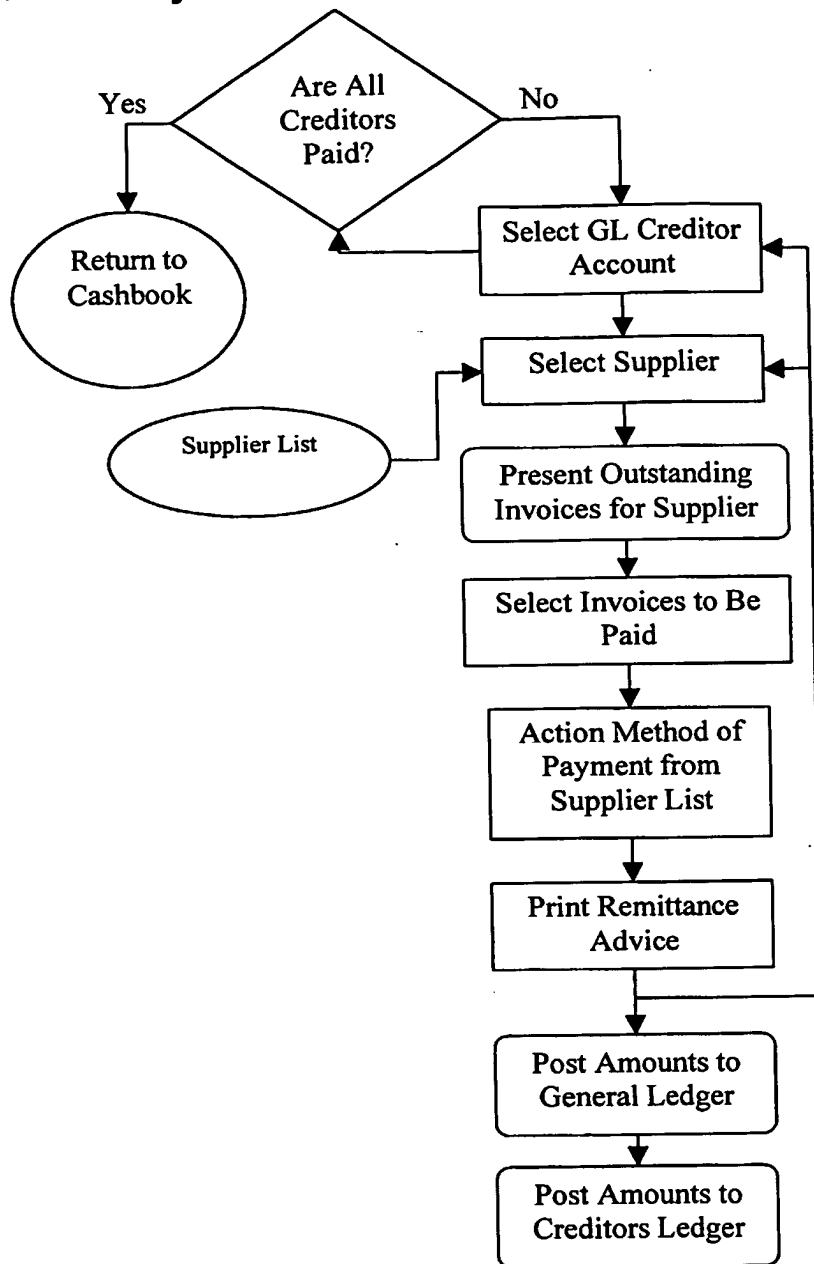 Are All
Creditors
Paid?
Yes
No
Select GL Creditor
Account
Return to
Cashbook
Select Supplier
Supplier List
Present Outstanding
Invoices for Supplier
Select Invoices to Be
Paid
Action Method of
Payment from
Supplier List
Print Remittance
Advice
Post Amounts to
General Ledger
Post Amounts to
Creditors Ledger